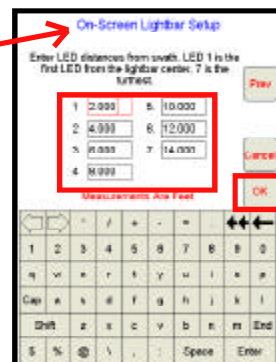 On-Screen Lightbar Setup
Enter LED distances from swath. LED 1 is the
first LED from the lightbar center. 7 is the
furthest.
Prev
1 2.000 5. 10.000
2 4.000 6. 12.000
3 6.000 7. 14.000
4 8.000
Cancel
OK
Measurements Are Feet
* / + - = 
1 2 3 4 5 6 7 8 9 0
q w e r t y u i o p
Cap a s d f g h j k l
Shift z x c v b n m End
$ % @ \ . : Space Enter